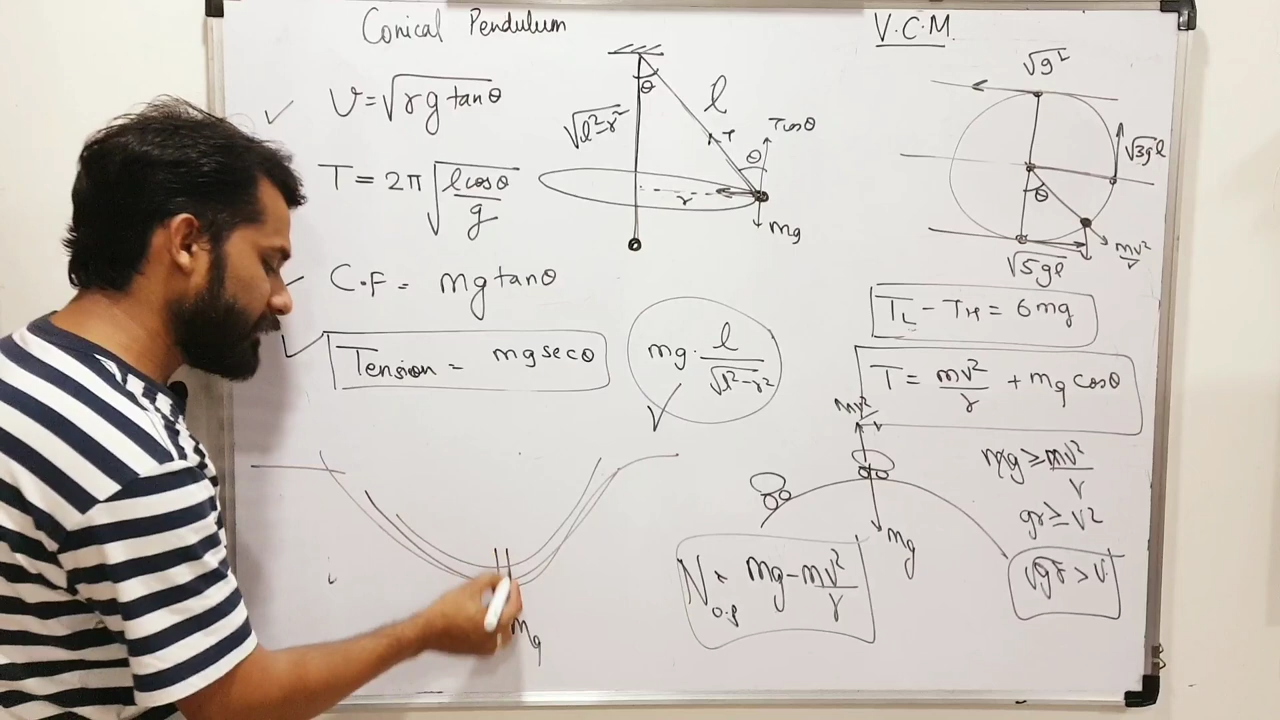 Conical Pendulum
v = √rg tanθ
T = 2π √(l cosθ / g)
C.F = mg tanθ
Tension = mg secθ
θ
l
√l²-r²
T
Tcosθ
θ
r
mg
mg · l / √l²-r²
mg
V.C.M.
√gl
√3gl
θ
mv²/r
√5gl
T_L - T_H = 6mg
T = mv²/r + mg cosθ
mv²/r
mg
mg ≥ mv²/r
gr ≥ v²
√gr > v
mg - mv²/r